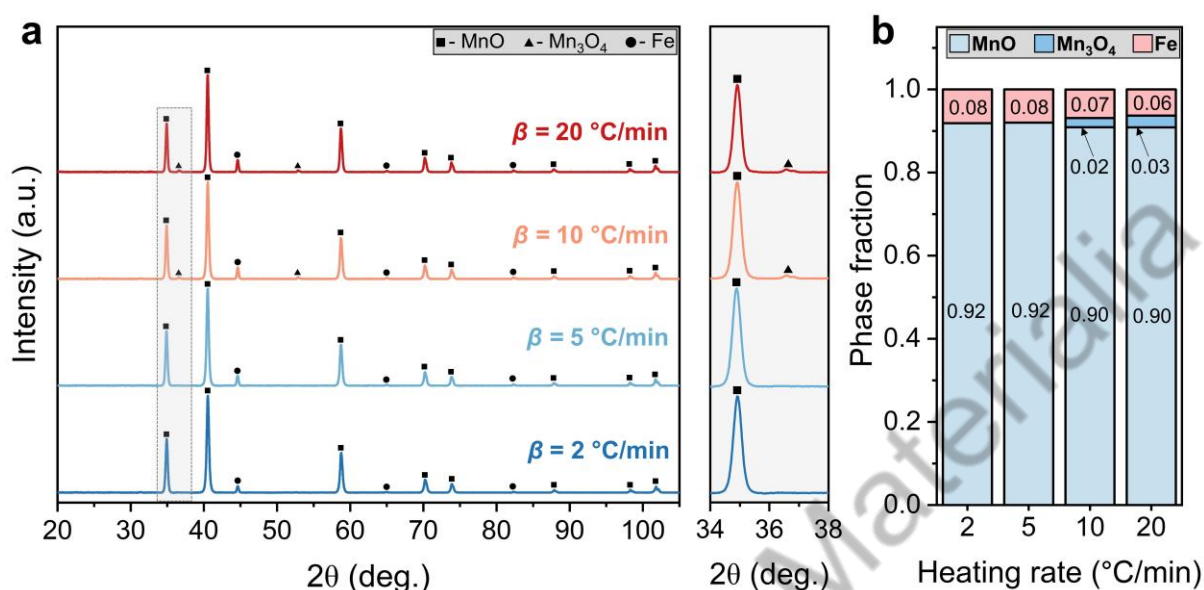 a
■ - MnO ▲ - Mn₃O₄ ● - Fe
β = 20 °C/min
β = 10 °C/min
β = 5 °C/min
β = 2 °C/min
Intensity (a.u.)
20 30 40 50 60 70 80 90 100
2θ (deg.)
34 36 38
2θ (deg.)
b
MnO Mn₃O₄ Fe
Phase fraction
1.0
0.8
0.6
0.4
0.2
0.0
0.08 0.08 0.07 0.06
0.02 0.03
0.92 0.92 0.90 0.90
2 5 10 20
Heating rate (°C/min)
Materialia